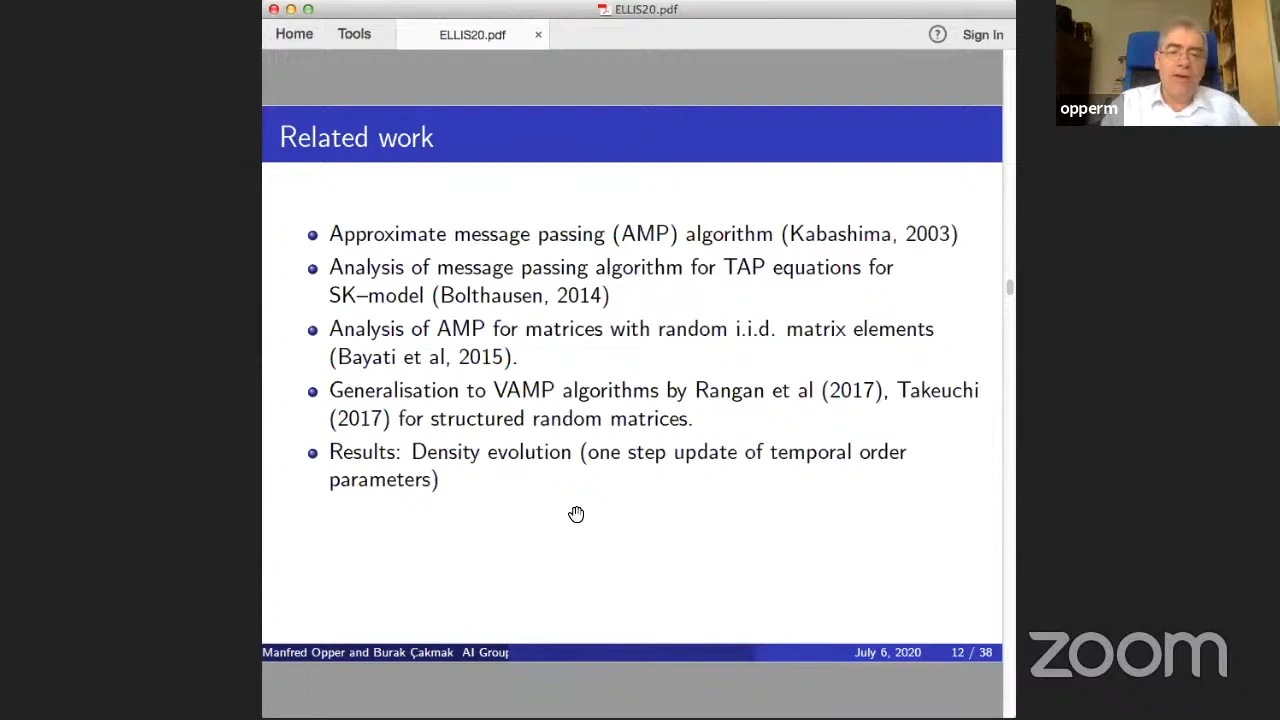 ELLIS20.pdf
Home Tools ELLIS20.pdf × ? Sign In
opperm
Related work
Approximate message passing (AMP) algorithm (Kabashima, 2003)
Analysis of message passing algorithm for TAP equations for
SK–model (Bolthausen, 2014)
Analysis of AMP for matrices with random i.i.d. matrix elements
(Bayati et al, 2015).
Generalisation to VAMP algorithms by Rangan et al (2017), Takeuchi
(2017) for structured random matrices.
Results: Density evolution (one step update of temporal order
parameters)
Manfred Opper and Burak Çakmak AI Group July 6, 2020 12 / 38
zoom